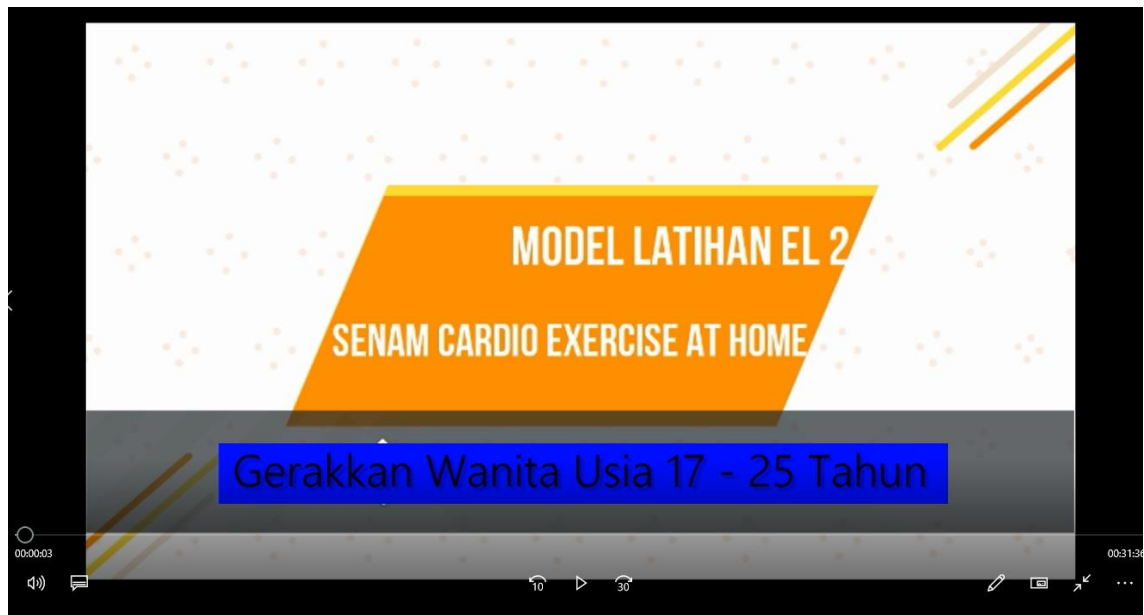 MODEL LATIHAN EL 2
SENAM CARDIO EXERCISE AT HOME
Gerakkan Wanita Usia 17 - 25 Tahun
00:00:03
00:31:36
10
30